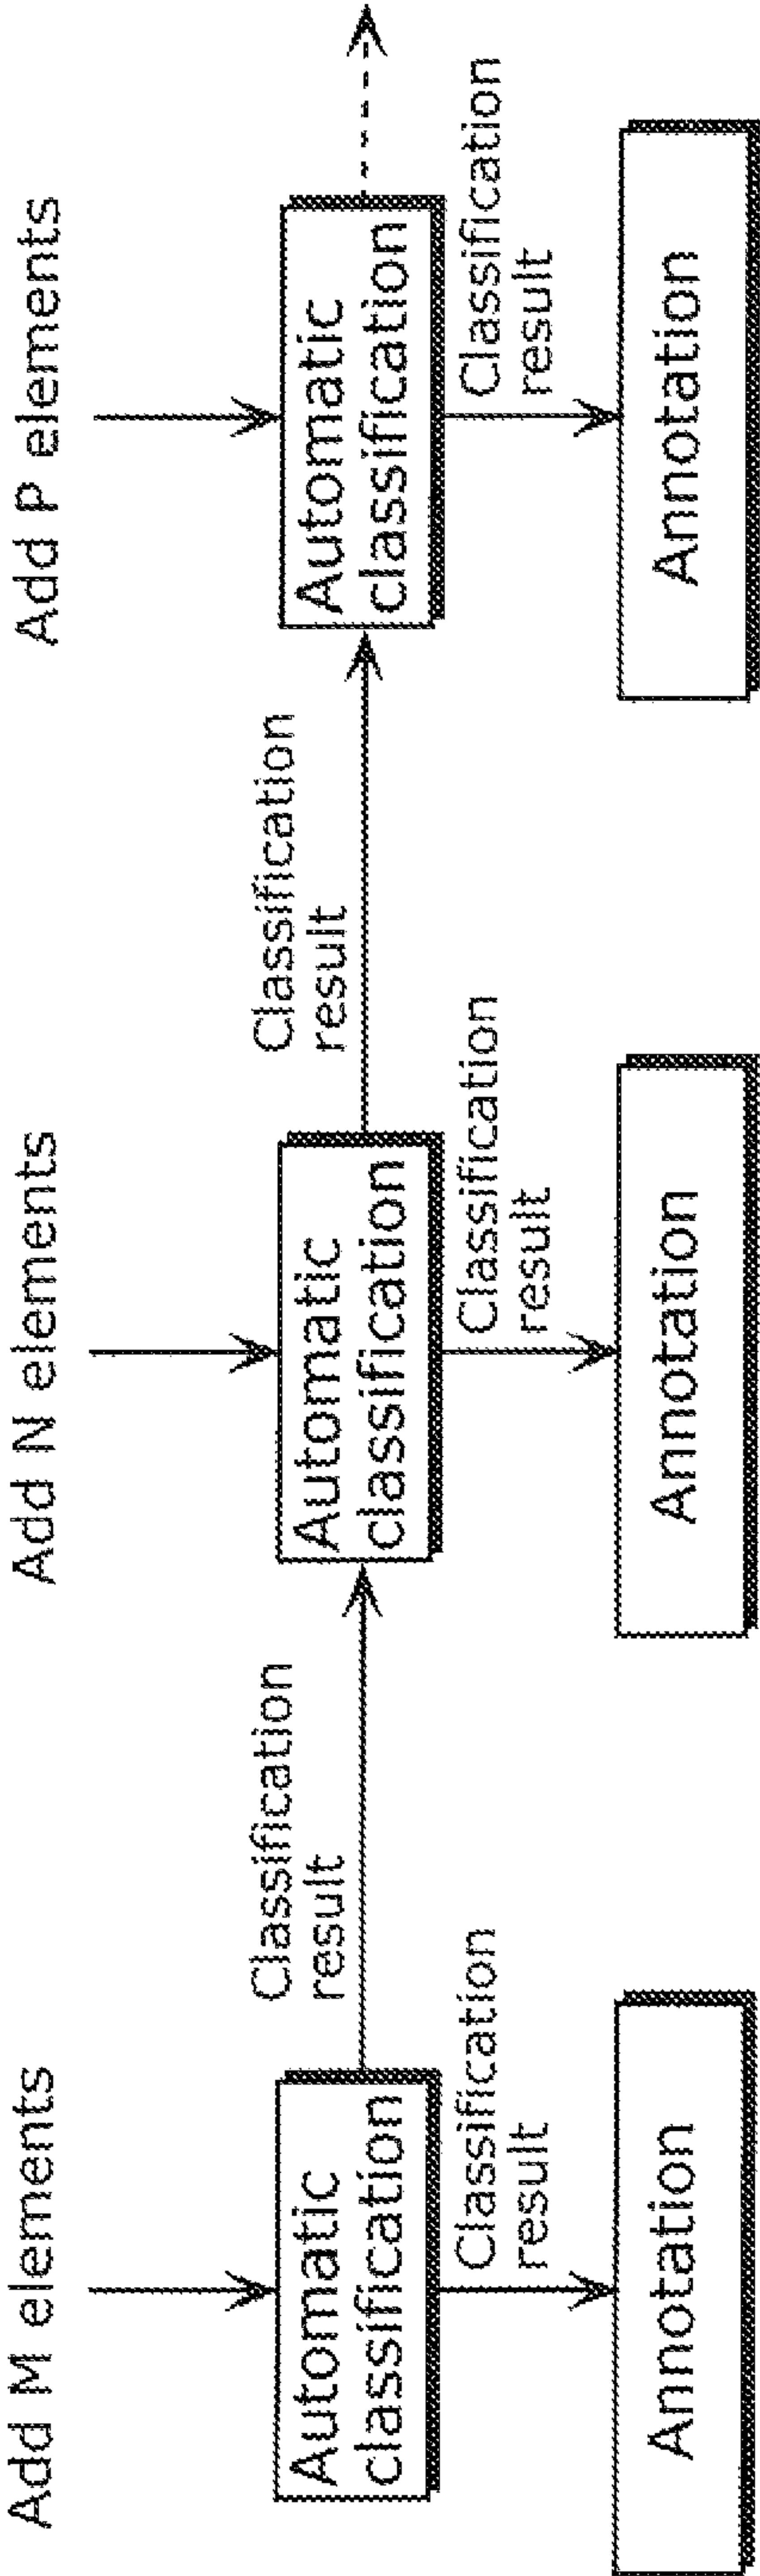 Add M elements
Add N elements
Add P elements
Automatic
classification
Classification
result
Automatic
classification
Classification
result
Automatic
classification
Classification
result
Classification
result
Classification
result
Annotation
Annotation
Annotation